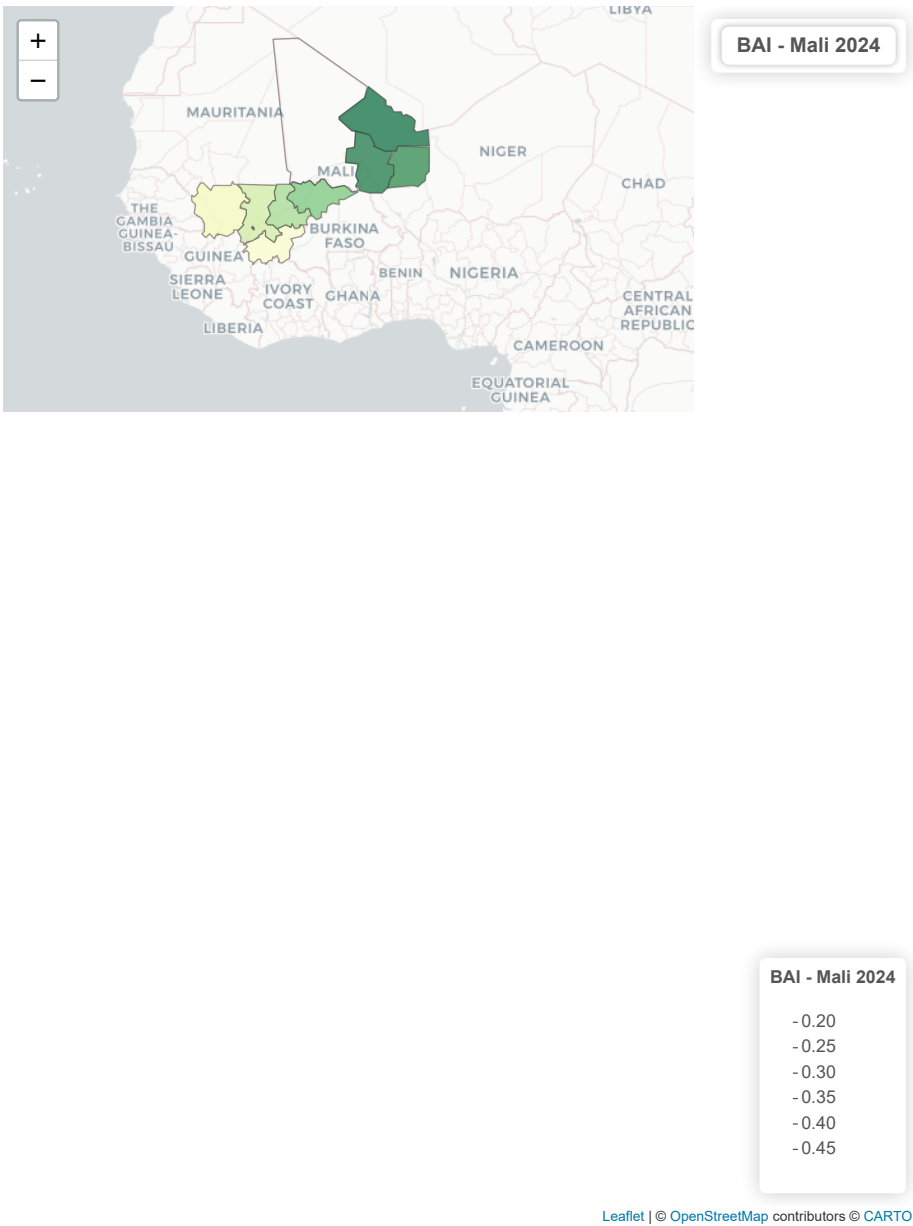 +
−
BAI - Mali 2024
LIBYA
MAURITANIA
NIGER
MALI
CHAD
THE
GAMBIA
GUINEA-
BISSAU
BURKINA
FASO
GUINEA
BENIN
NIGERIA
SIERRA
LEONE
IVORY
COAST
GHANA
CENTRAL
AFRICAN
REPUBLIC
LIBERIA
CAMEROON
EQUATORIAL
GUINEA
BAI - Mali 2024
- 0.20
- 0.25
- 0.30
- 0.35
- 0.40
- 0.45
Leaflet | © OpenStreetMap contributors © CARTO